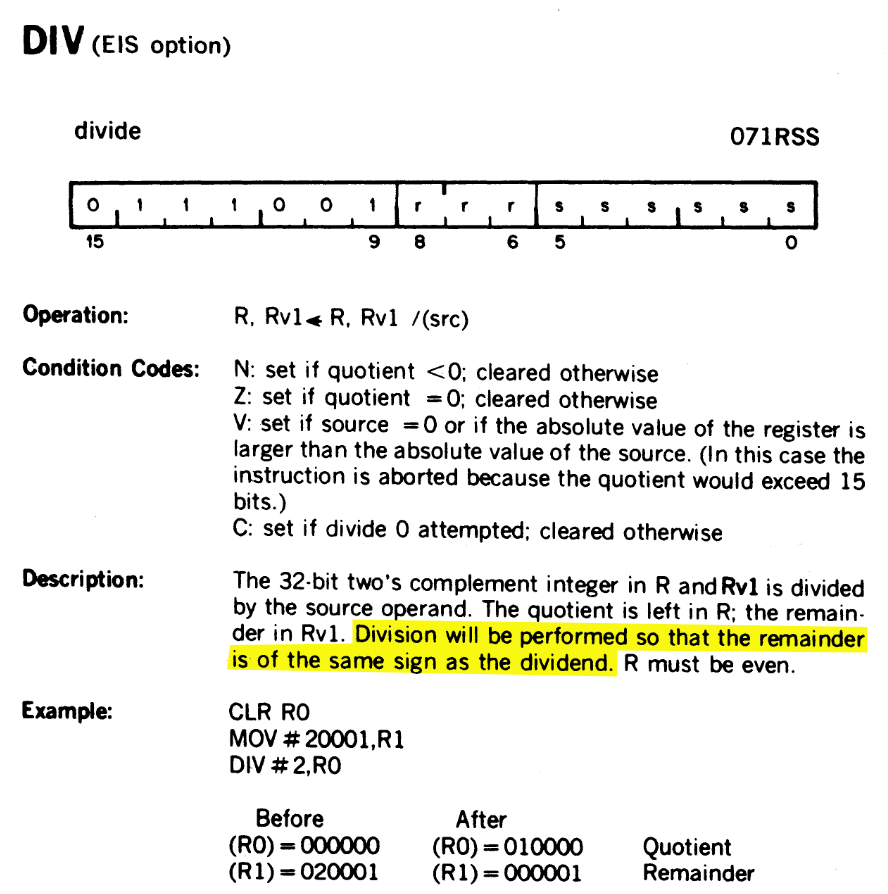 DIV (EIS option)
divide 071RSS
0 1 1 1 0 0 1 r r r s s s s s s
15 9 8 6 5 0
Operation: R, Rv1← R, Rv1 /(src)
Condition Codes: N: set if quotient <0; cleared otherwise
Z: set if quotient =0; cleared otherwise
V: set if source =0 or if the absolute value of the register is
larger than the absolute value of the source. (In this case the
instruction is aborted because the quotient would exceed 15
bits.)
C: set if divide 0 attempted; cleared otherwise
Description: The 32-bit two's complement integer in R and Rv1 is divided
by the source operand. The quotient is left in R; the remain-
der in Rv1. Division will be performed so that the remainder
is of the same sign as the dividend. R must be even.
Example: CLR R0
MOV #20001,R1
DIV #2,R0
Before After
(R0)=000000 (R0)=010000 Quotient
(R1)=020001 (R1)=000001 Remainder